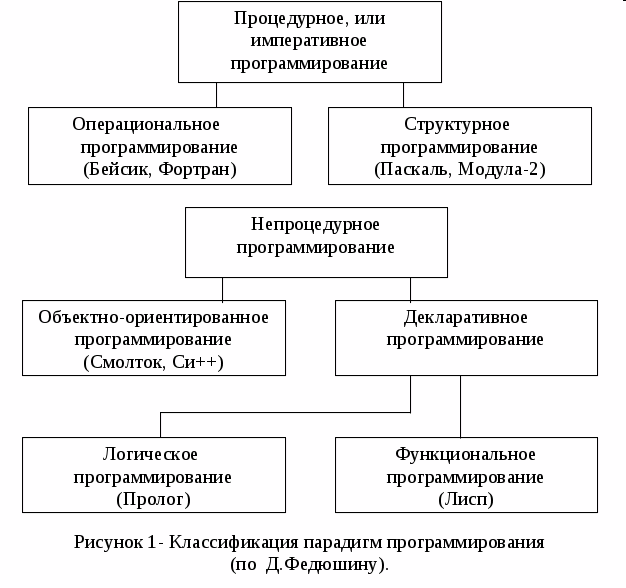 Процедурное, или
императивное
программирование
Операциональное
программирование
(Бейсик, Фортран)
Структурное
программирование
(Паскаль, Модула-2)
Непроцедурное
программирование
Объектно-ориентированное
программирование
(Смолток, Си++)
Декларативное
программирование
Логическое
программирование
(Пролог)
Функциональное
программирование
(Лисп)
Рисунок 1- Классификация парадигм программирования
(по Д.Федюшину).